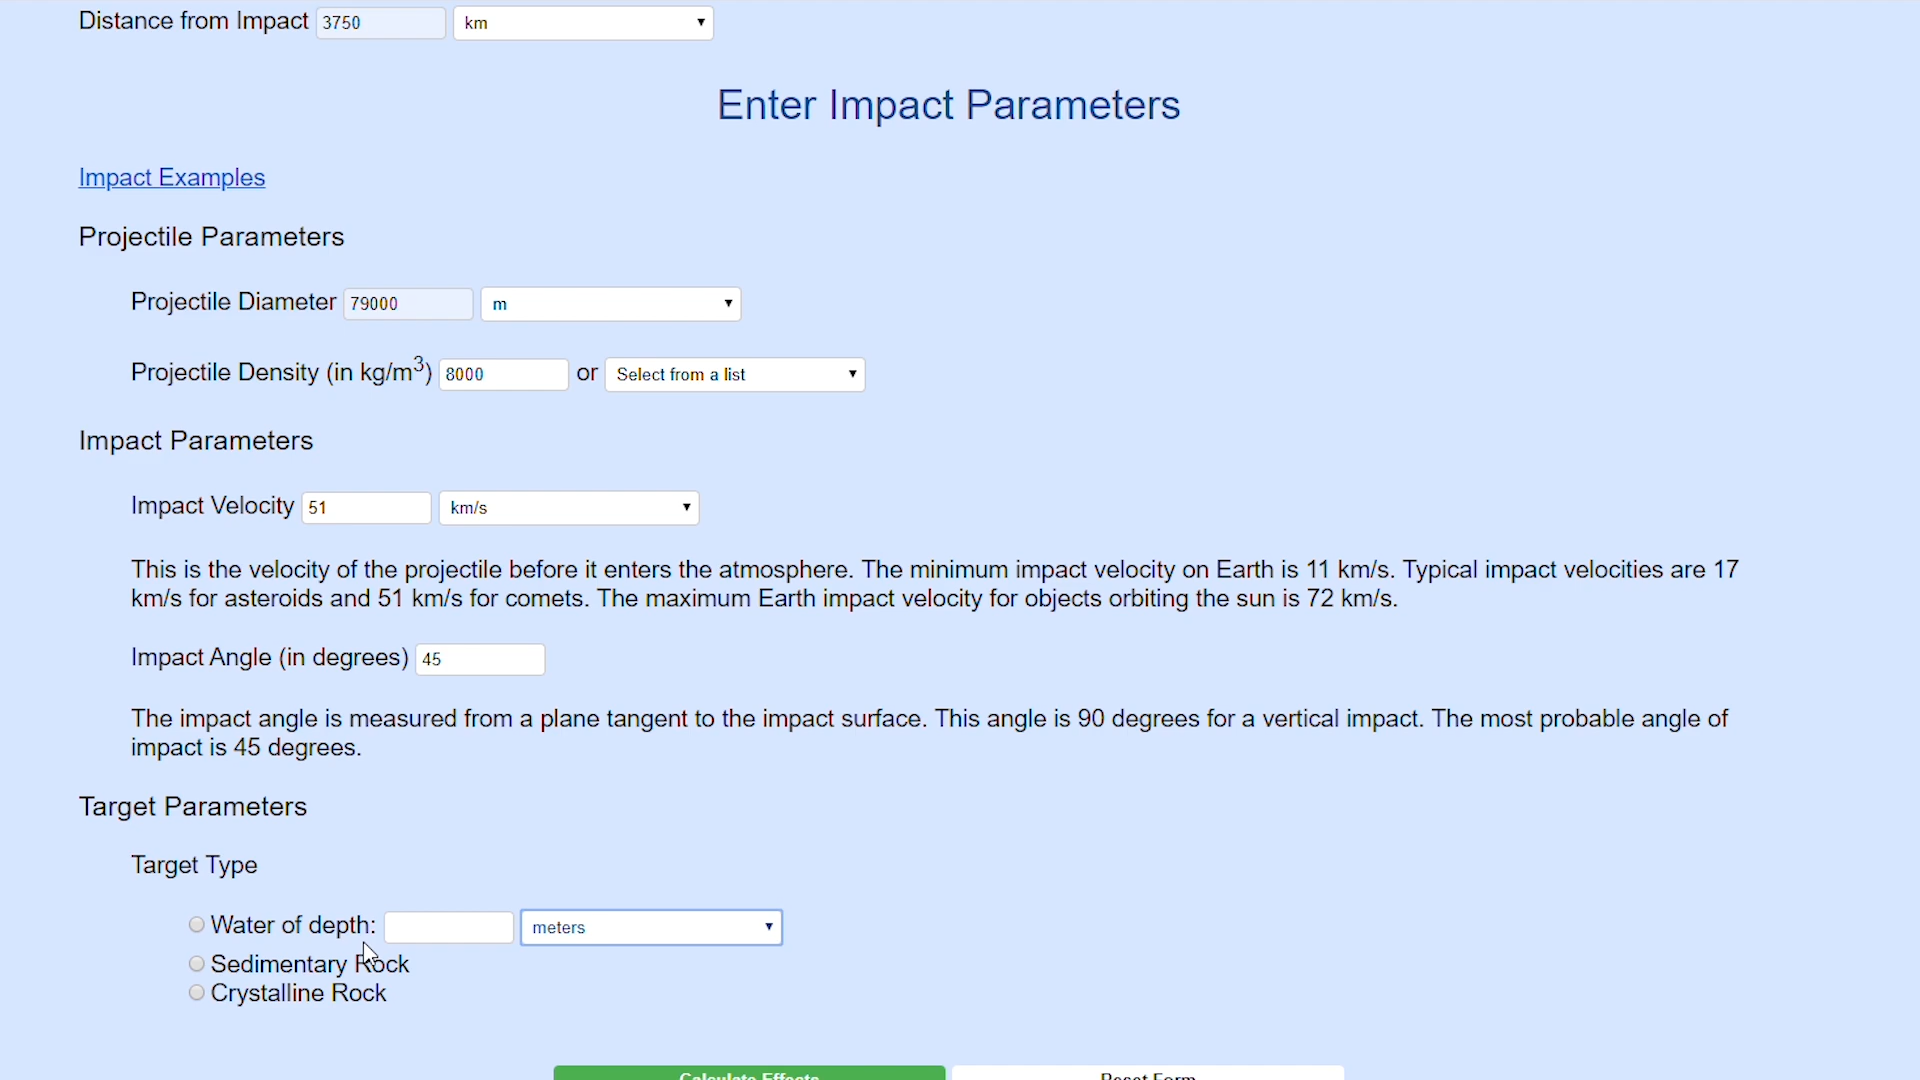 Distance from Impact 3750 km
Enter Impact Parameters
Impact Examples
Projectile Parameters
Projectile Diameter 79000 m
Projectile Density (in kg/m³) 8000 or Select from a list
Impact Parameters
Impact Velocity 51 km/s
This is the velocity of the projectile before it enters the atmosphere. The minimum impact velocity on Earth is 11 km/s. Typical impact velocities are 17
km/s for asteroids and 51 km/s for comets. The maximum Earth impact velocity for objects orbiting the sun is 72 km/s.
Impact Angle (in degrees) 45
The impact angle is measured from a plane tangent to the impact surface. This angle is 90 degrees for a vertical impact. The most probable angle of
impact is 45 degrees.
Target Parameters
Target Type
Water of depth: meters
Sedimentary Rock
Crystalline Rock
Calculate Effects Reset Form